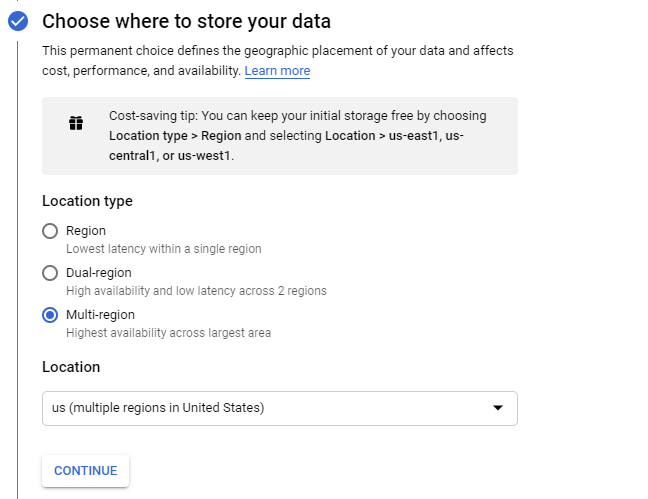 Choose where to store your data
This permanent choice defines the geographic placement of your data and affects
cost, performance, and availability. Learn more
Cost-saving tip: You can keep your initial storage free by choosing
Location type > Region and selecting Location > us-east1, us-
central1, or us-west1.
Location type
Region
Lowest latency within a single region
Dual-region
High availability and low latency across 2 regions
Multi-region
Highest availability across largest area
Location
us (multiple regions in United States)
CONTINUE